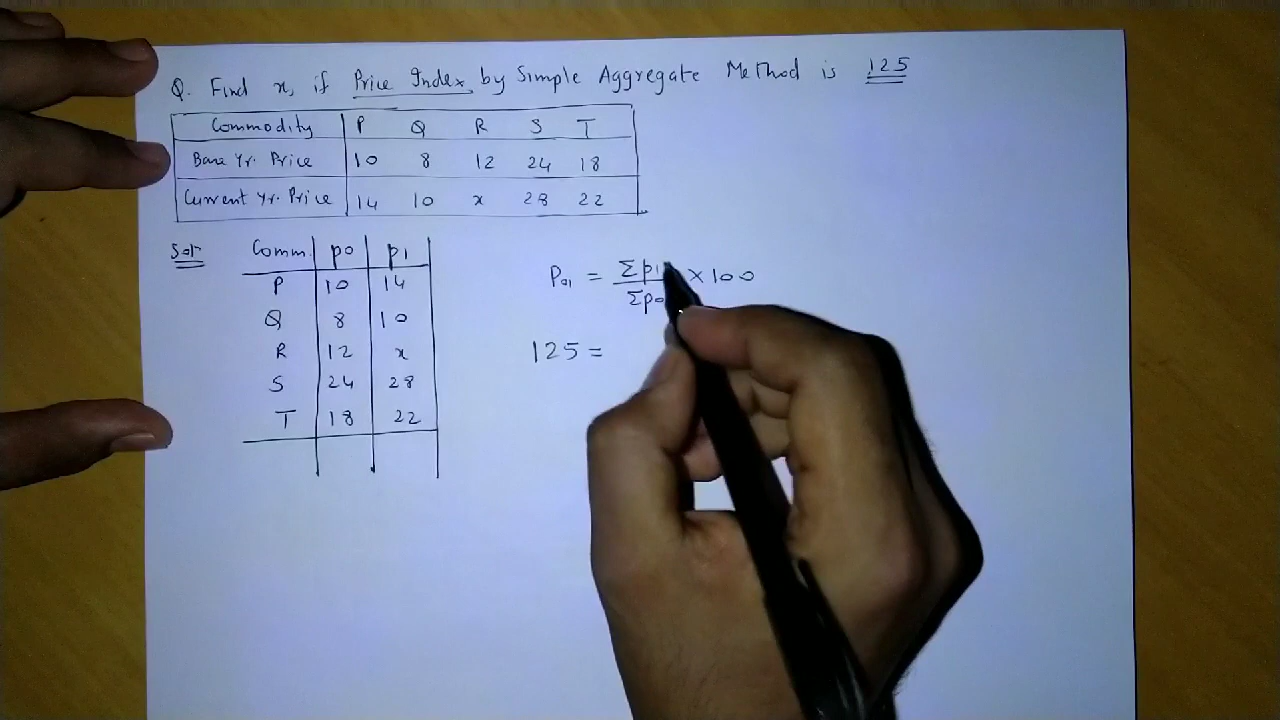 Q. Find x, if Price Index, by Simple Aggregate Method is 125
Commodity P Q R S T
Base Yr. Price 10 8 12 24 18
Current Yr. Price 14 10 x 28 22
Solⁿ
Comm. p0 p1
P 10 14
Q 8 10
R 12 x
S 24 28
T 18 22
P01 = Σp1 / Σp0 × 100
125 =